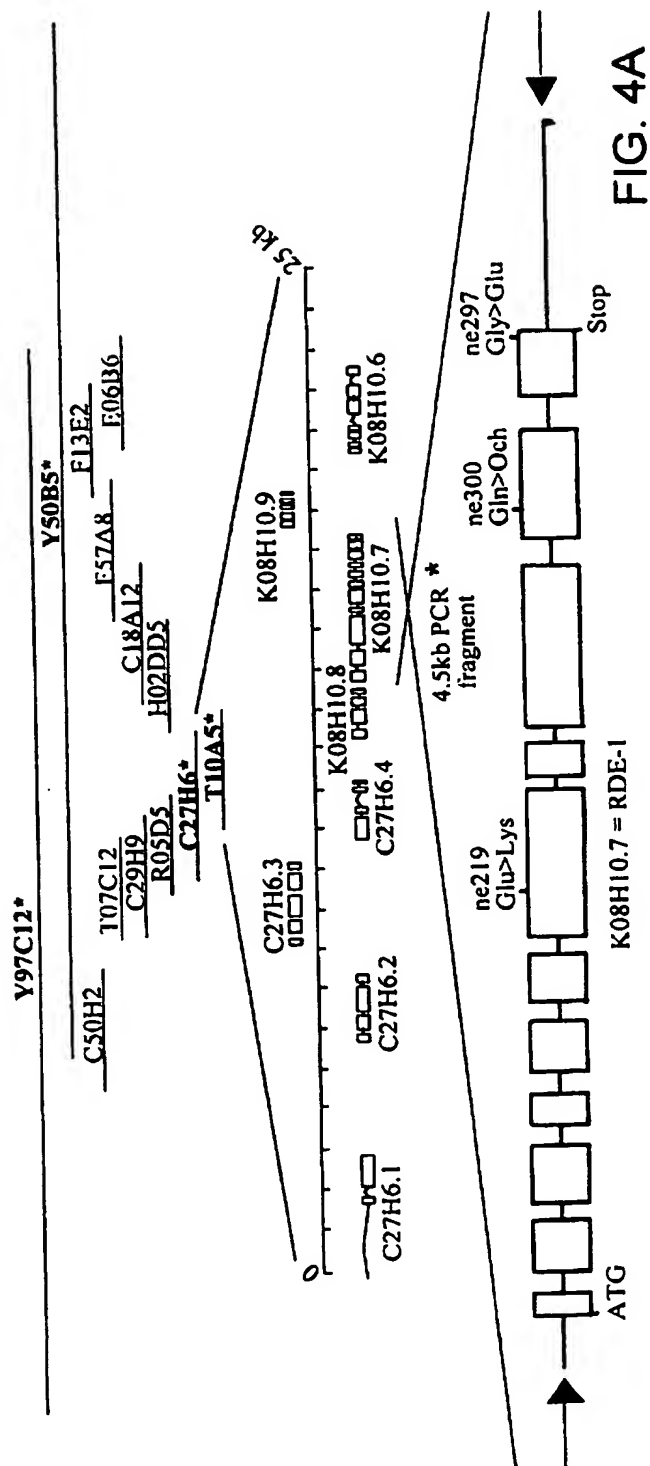 Y97C12*
Y50B5*
C50H2
T07C12
C29H9
R05D5
C27H6*
T10A5*
H02DD5
C18A12
F13E2
E06B6
0
25 kb
C27H6.3
K08H10.9
C27H6.1
C27H6.2
C27H6.4
K08H10.8
K08H10.7
K08H10.6
4.5kb PCR *
fragment
ne219
Glu>Lys
ne300
Gln>Och
ne297
Gly>Glu
ATG
K08H10.7 = RDE-1
Stop
FIG. 4A